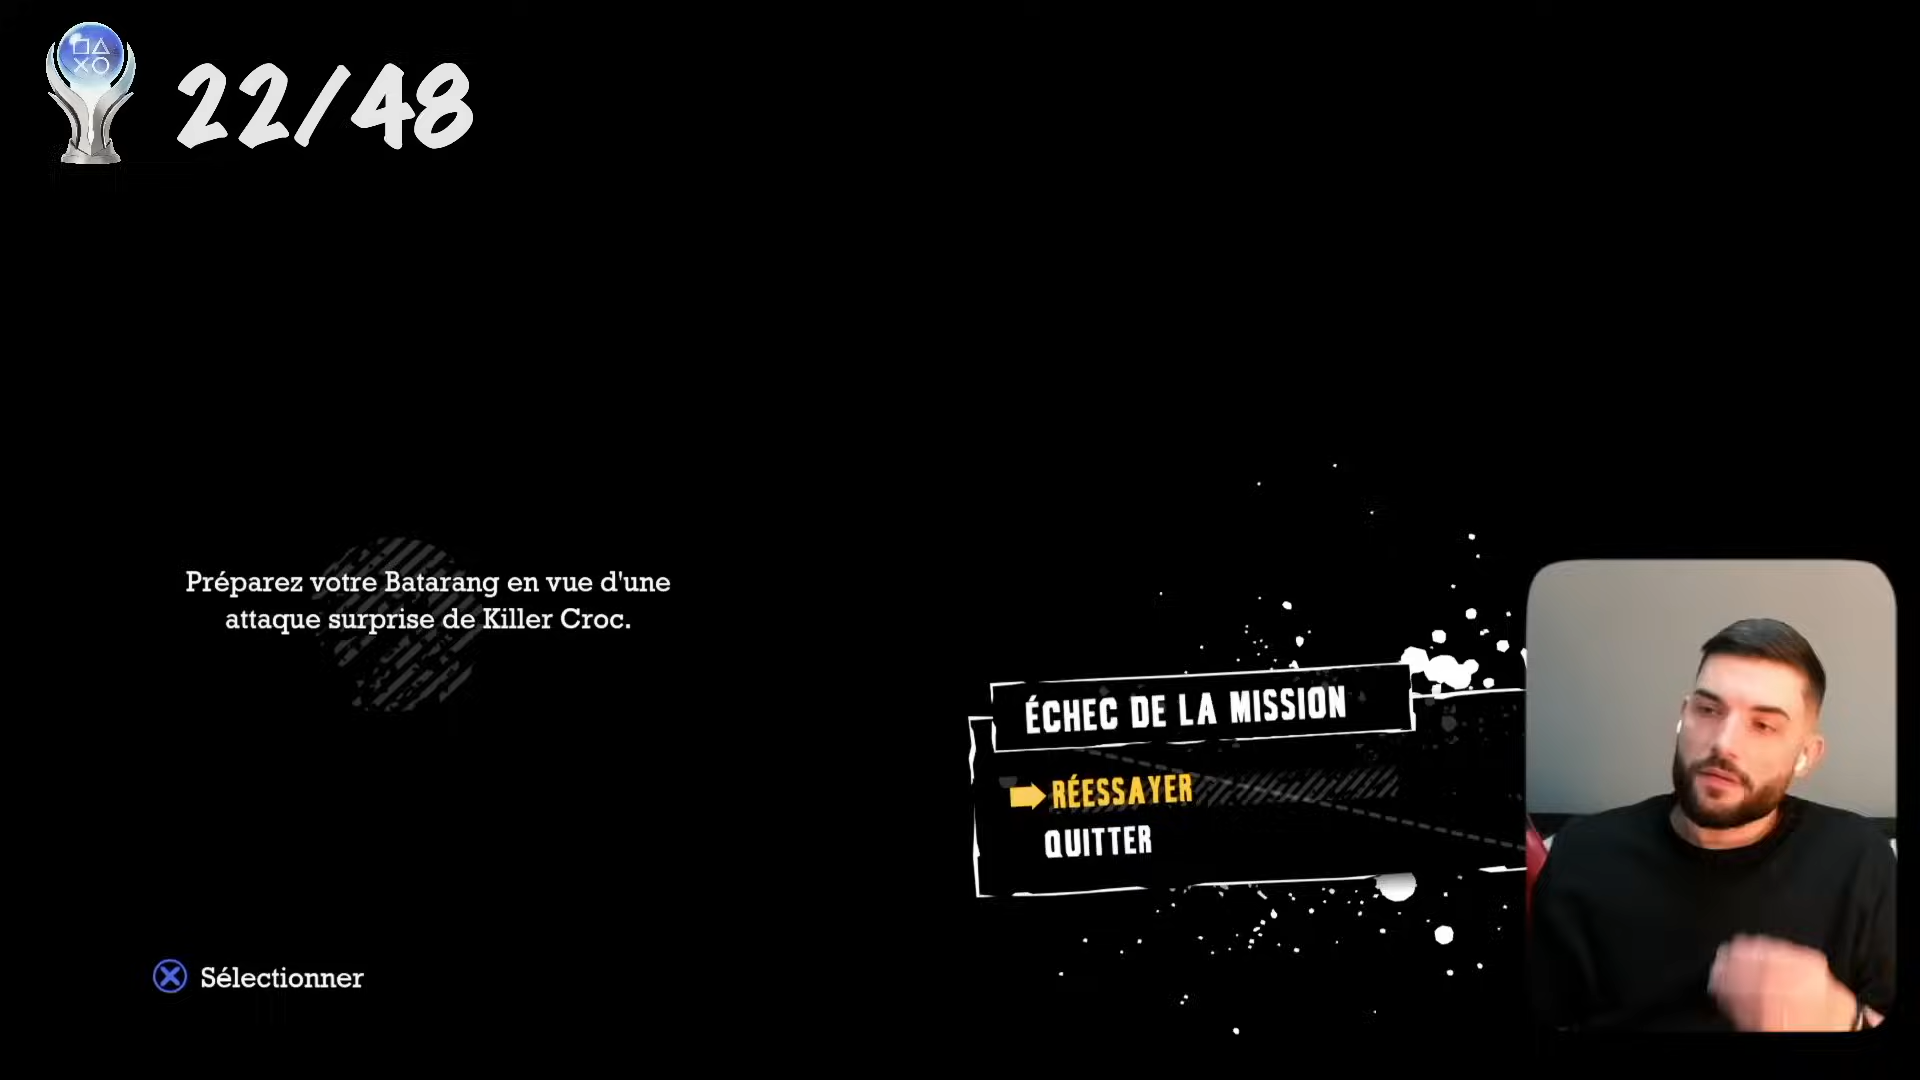 22/48
Préparez votre Batarang en vue d'une
attaque surprise de Killer Croc.
ÉCHEC DE LA MISSION
RÉESSAYER
QUITTER
Sélectionner